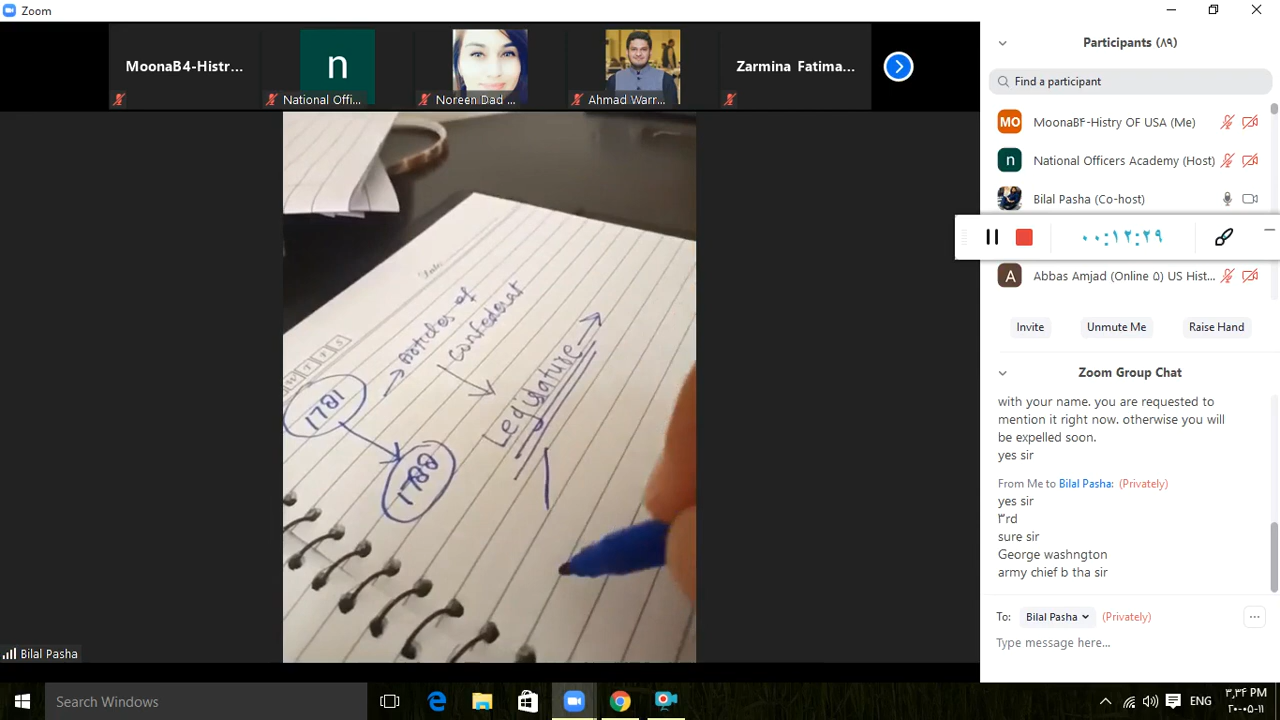 Zoom
MoonaB4-Histr...
National Offi...
Noreen Dad ...
Ahmad Warr...
Zarmina Fatima...
Participants (۸۹)
Find a participant
MO
MoonaB۴-Histry OF USA (Me)
n
National Officers Academy (Host)
Bilal Pasha (Co-host)
۰۰:۱۲:۲۹
A
Abbas Amjad (Online ۵) US Hist...
Invite
Unmute Me
Raise Hand
Zoom Group Chat
with your name. you are requested to
mention it right now. otherwise you will
be expelled soon.
yes sir
From Me to Bilal Pasha: (Privately)
yes sir
۳rd
sure sir
George washngton
army chief b tha sir
To: Bilal Pasha (Privately)
Type message here...
n
Articles of
confederat
Legislature
1781
1788
Bilal Pasha
Search Windows
ENG
۳,۳۴ PM